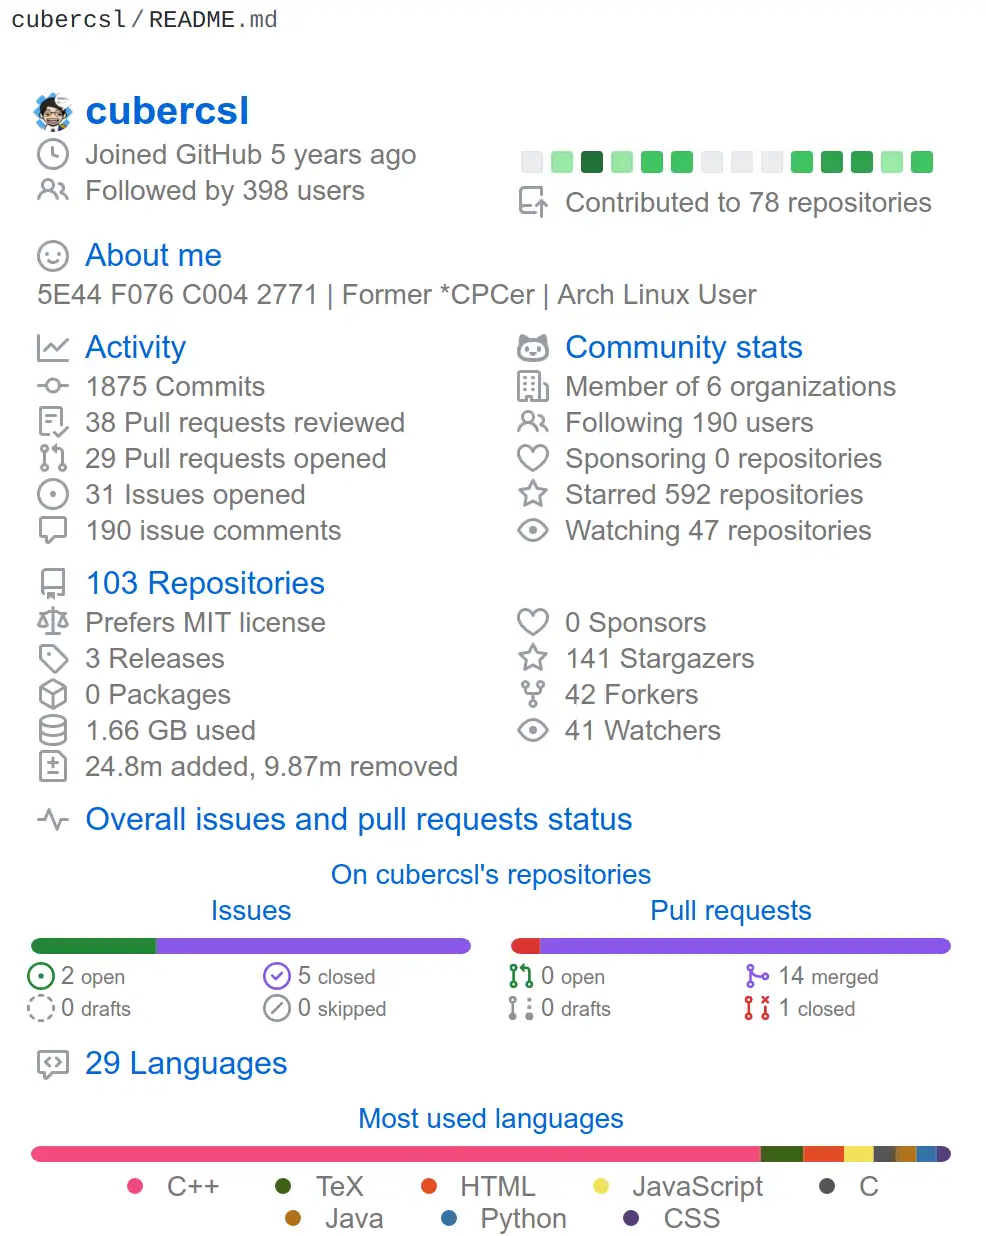 cubercsl/README.md
cubercsl
Joined GitHub 5 years ago
Followed by 398 users
Contributed to 78 repositories
About me
5E44 F076 C004 2771 | Former *CPCer | Arch Linux User
Activity
1875 Commits
38 Pull requests reviewed
29 Pull requests opened
31 Issues opened
190 issue comments
Community stats
Member of 6 organizations
Following 190 users
Sponsoring 0 repositories
Starred 592 repositories
Watching 47 repositories
103 Repositories
Prefers MIT license
3 Releases
0 Packages
1.66 GB used
24.8m added, 9.87m removed
0 Sponsors
141 Stargazers
42 Forkers
41 Watchers
Overall issues and pull requests status
On cubercsl's repositories
Issues
2 open
5 closed
0 drafts
0 skipped
Pull requests
0 open
14 merged
0 drafts
1 closed
29 Languages
Most used languages
C++ TeX HTML JavaScript C
Java Python CSS